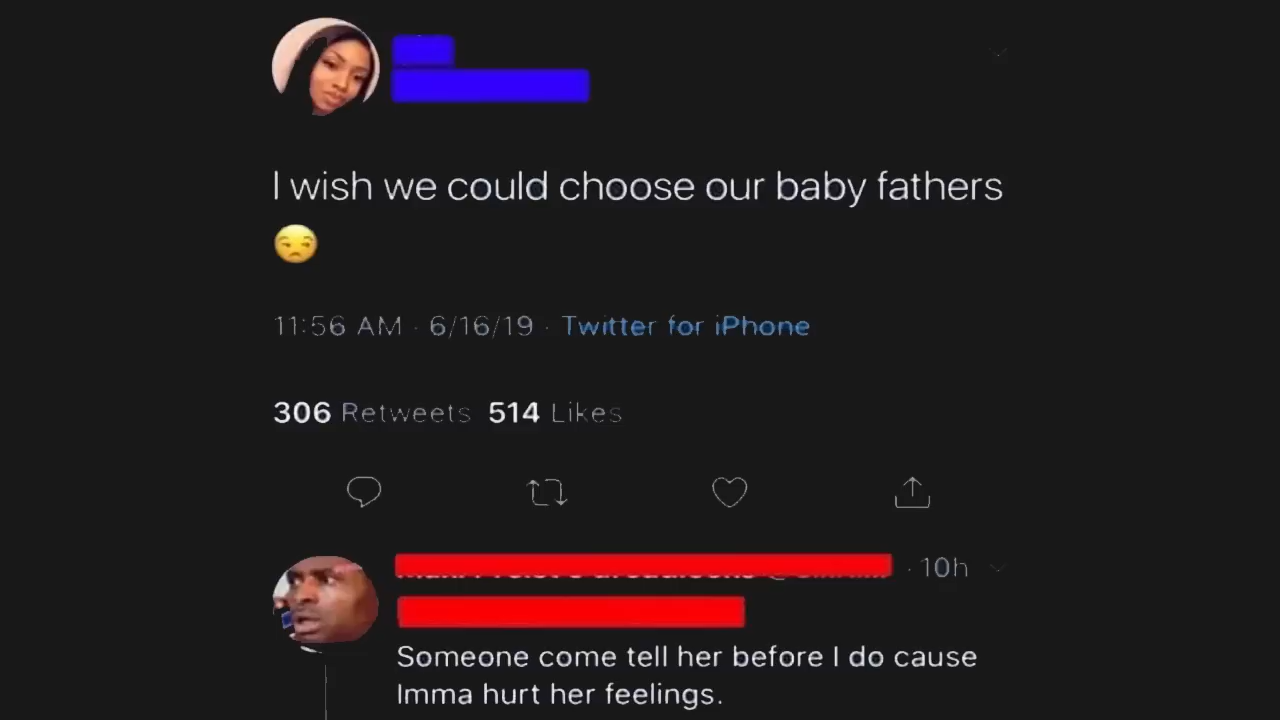 I wish we could choose our baby fathers
😒
11:56 AM · 6/16/19 · Twitter for iPhone
306 Retweets 514 Likes
· 10h
Someone come tell her before I do cause
Imma hurt her feelings.